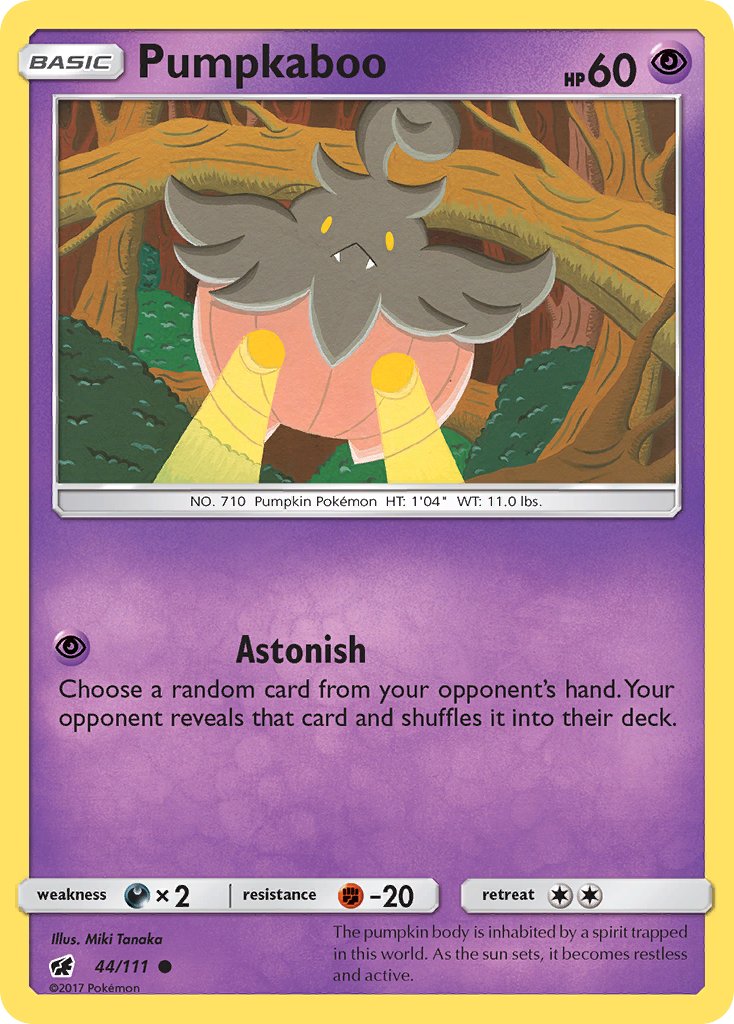 BASIC Pumpkaboo HP 60
NO. 710 Pumpkin Pokémon HT: 1'04" WT: 11.0 lbs.
Astonish
Choose a random card from your opponent's hand. Your
opponent reveals that card and shuffles it into their deck.
weakness × 2 resistance -20 retreat
Illus. Miki Tanaka
44/111
©2017 Pokémon
The pumpkin body is inhabited by a spirit trapped
in this world. As the sun sets, it becomes restless
and active.